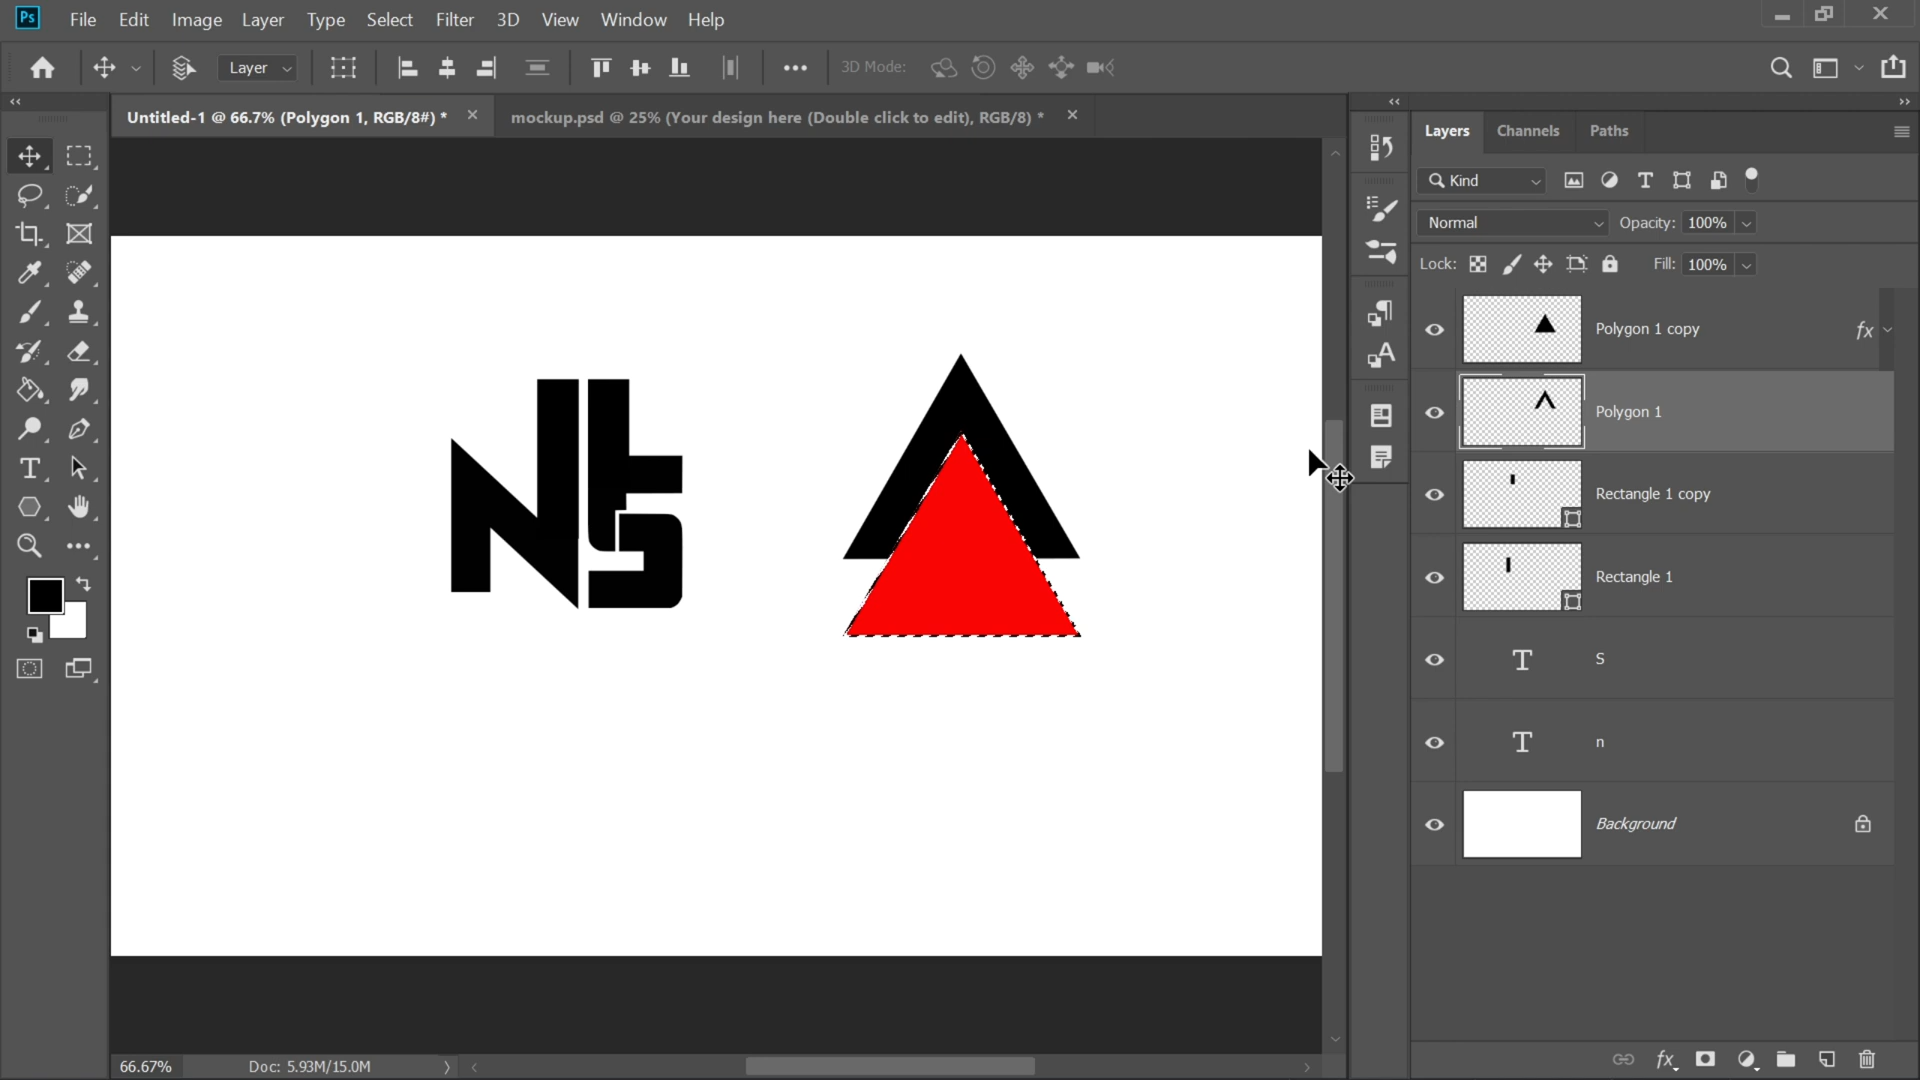 Ps File Edit Image Layer Type Select Filter 3D View Window Help
Layer 3D Mode:
Untitled-1 @ 66.7% (Polygon 1, RGB/8#) * mockup.psd @ 25% (Your design here (Double click to edit), RGB/8) *
Layers Channels Paths
Kind
Normal Opacity: 100%
Lock: Fill: 100%
Polygon 1 copy fx
Polygon 1
Rectangle 1 copy
Rectangle 1
S
n
Background
NtS
66.67% Doc: 5.93M/15.0M
fx